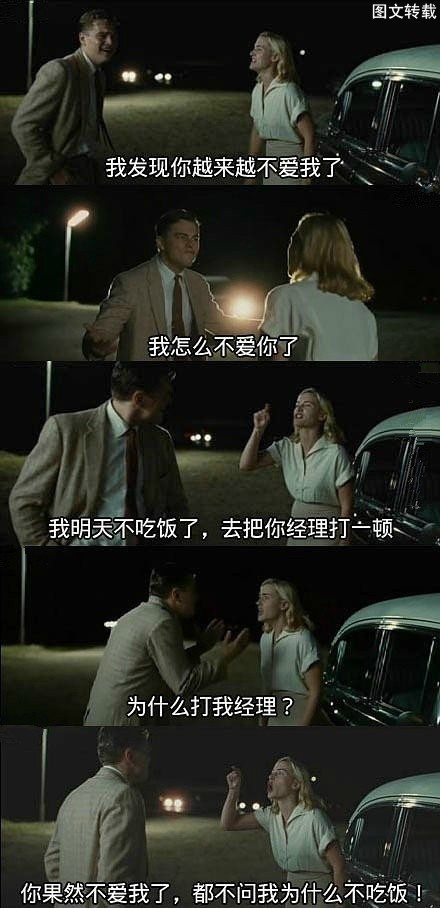 图文转载
我发现你越来越不爱我了
我怎么不爱你了
我明天不吃饭了，去把你经理打一顿
为什么打我经理？
你果然不爱我了，都不问我为什么不吃饭！